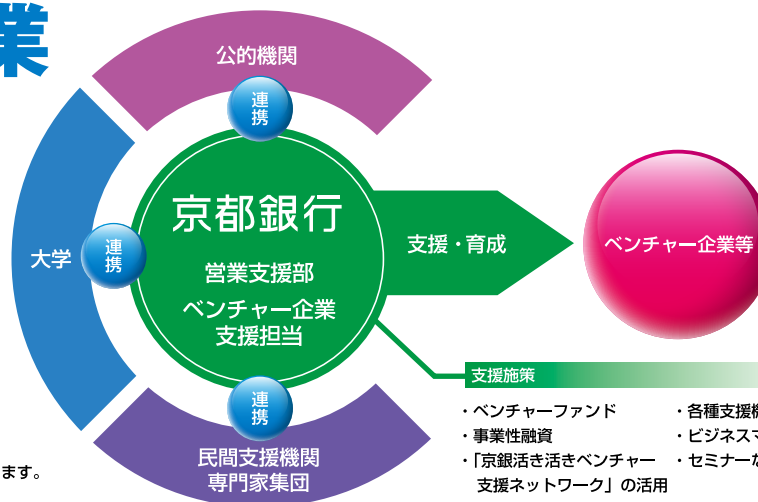 業
公的機関
連携
京都銀行
大学
連携
営業支援部
ベンチャー企業
支援担当
支援・育成
ベンチャー企業等
連携
民間支援機関
専門家集団
支援施策
・ベンチャーファンド
・事業性融資
・「京銀活き活きベンチャー
支援ネットワーク」の活用
・各種支援機
・ビジネスマ
・セミナーな
ます。